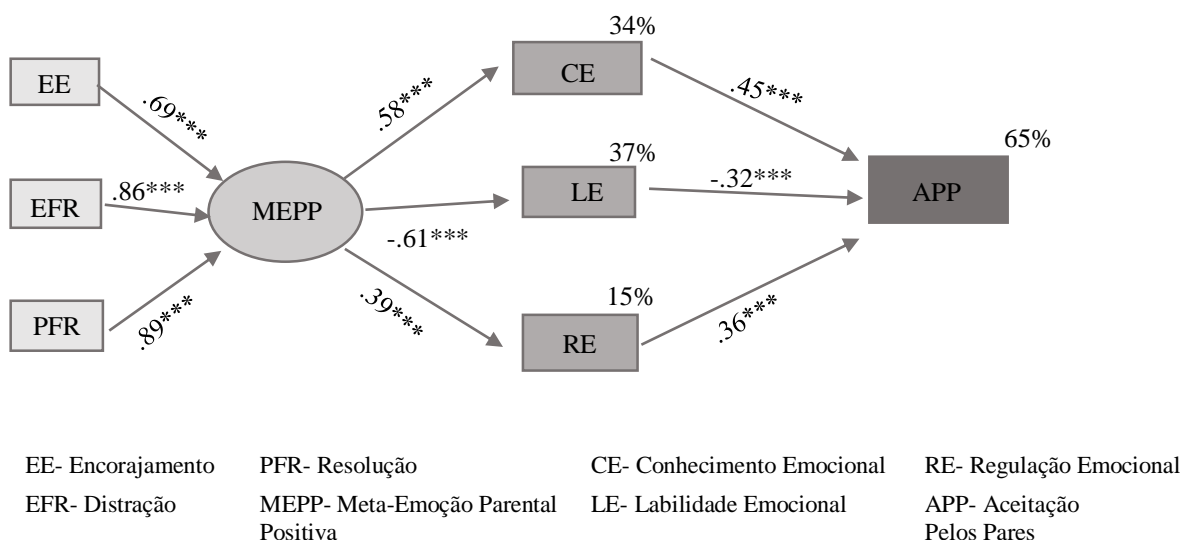 34%
EE
CE
.69***
.58***
.45***
37%
65%
EFR
.86***
MEPP
LE
-.32***
APP
-.61***
15%
PFR
.89***
.39***
RE
.36***
EE- Encorajamento
PFR- Resolução
CE- Conhecimento Emocional
RE- Regulação Emocional
EFR- Distração
MEPP- Meta-Emoção Parental
Positiva
LE- Labilidade Emocional
APP- Aceitação
Pelos Pares